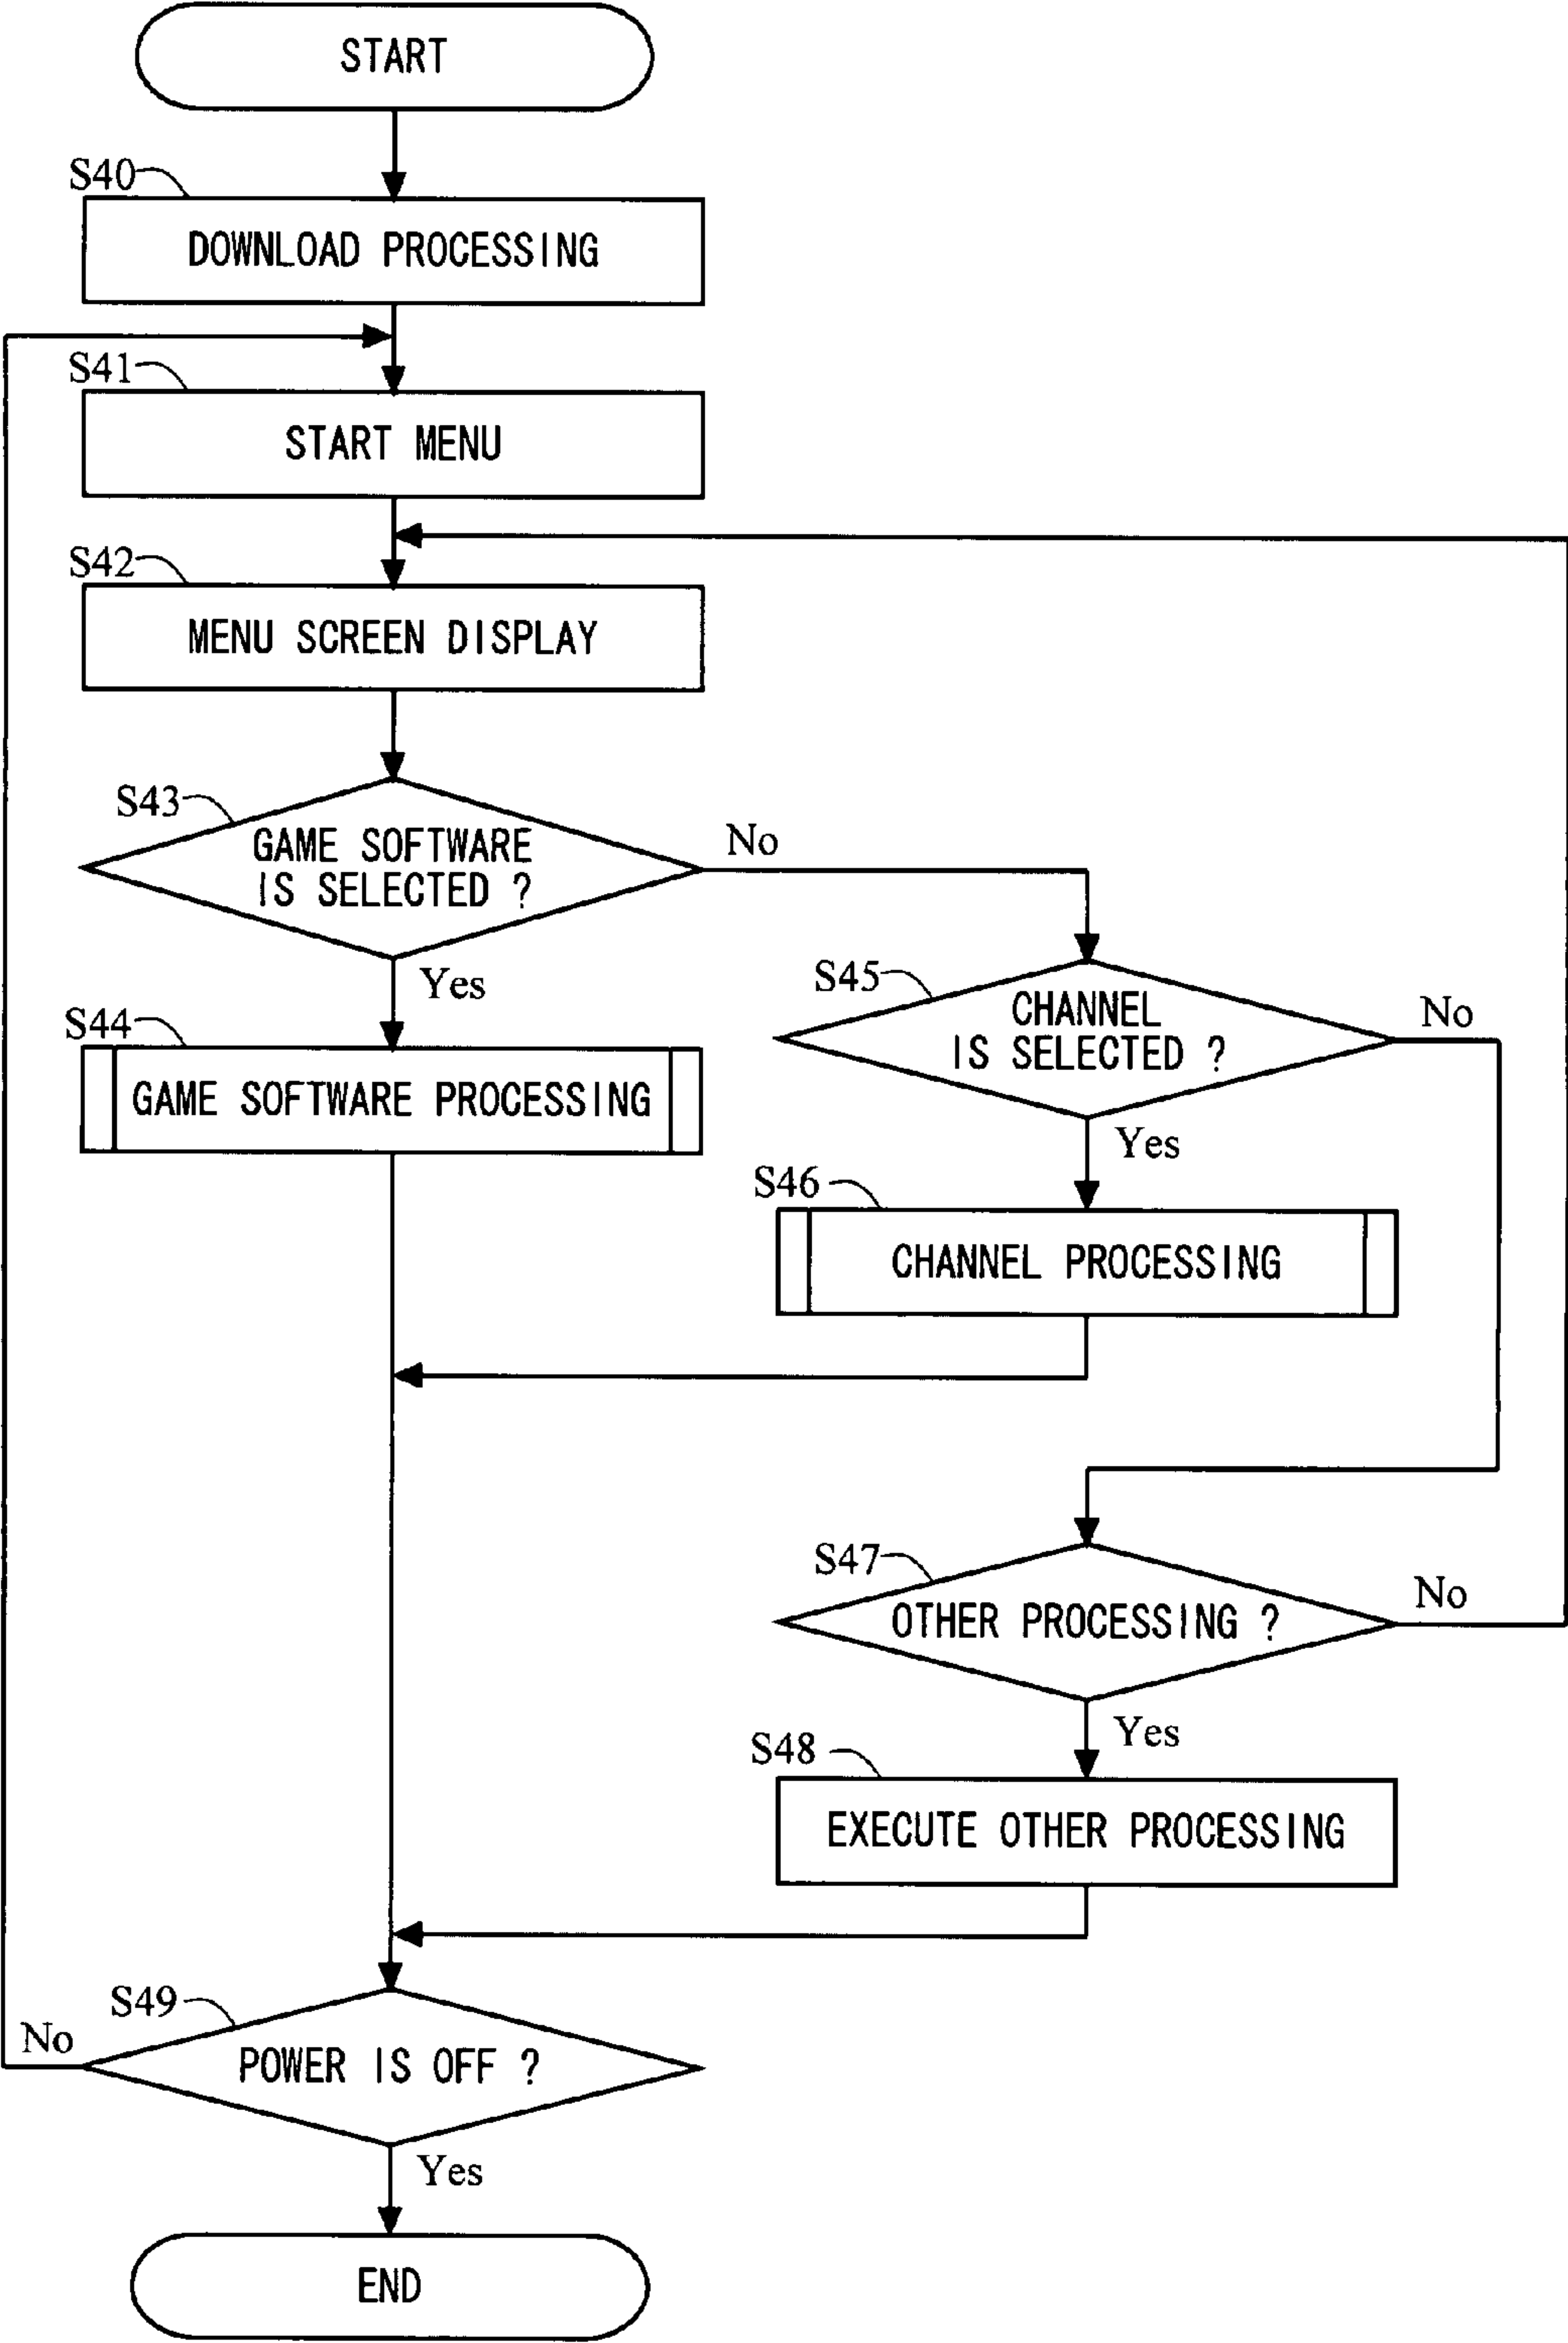 START
S40
DOWNLOAD PROCESSING
S41
START MENU
S42
MENU SCREEN DISPLAY
S43
GAME SOFTWARE
IS SELECTED ?
No
Yes
S44
GAME SOFTWARE PROCESSING
S45
CHANNEL
IS SELECTED ?
No
Yes
S46
CHANNEL PROCESSING
S47
OTHER PROCESSING ?
No
Yes
S48
EXECUTE OTHER PROCESSING
S49
POWER IS OFF ?
No
Yes
END